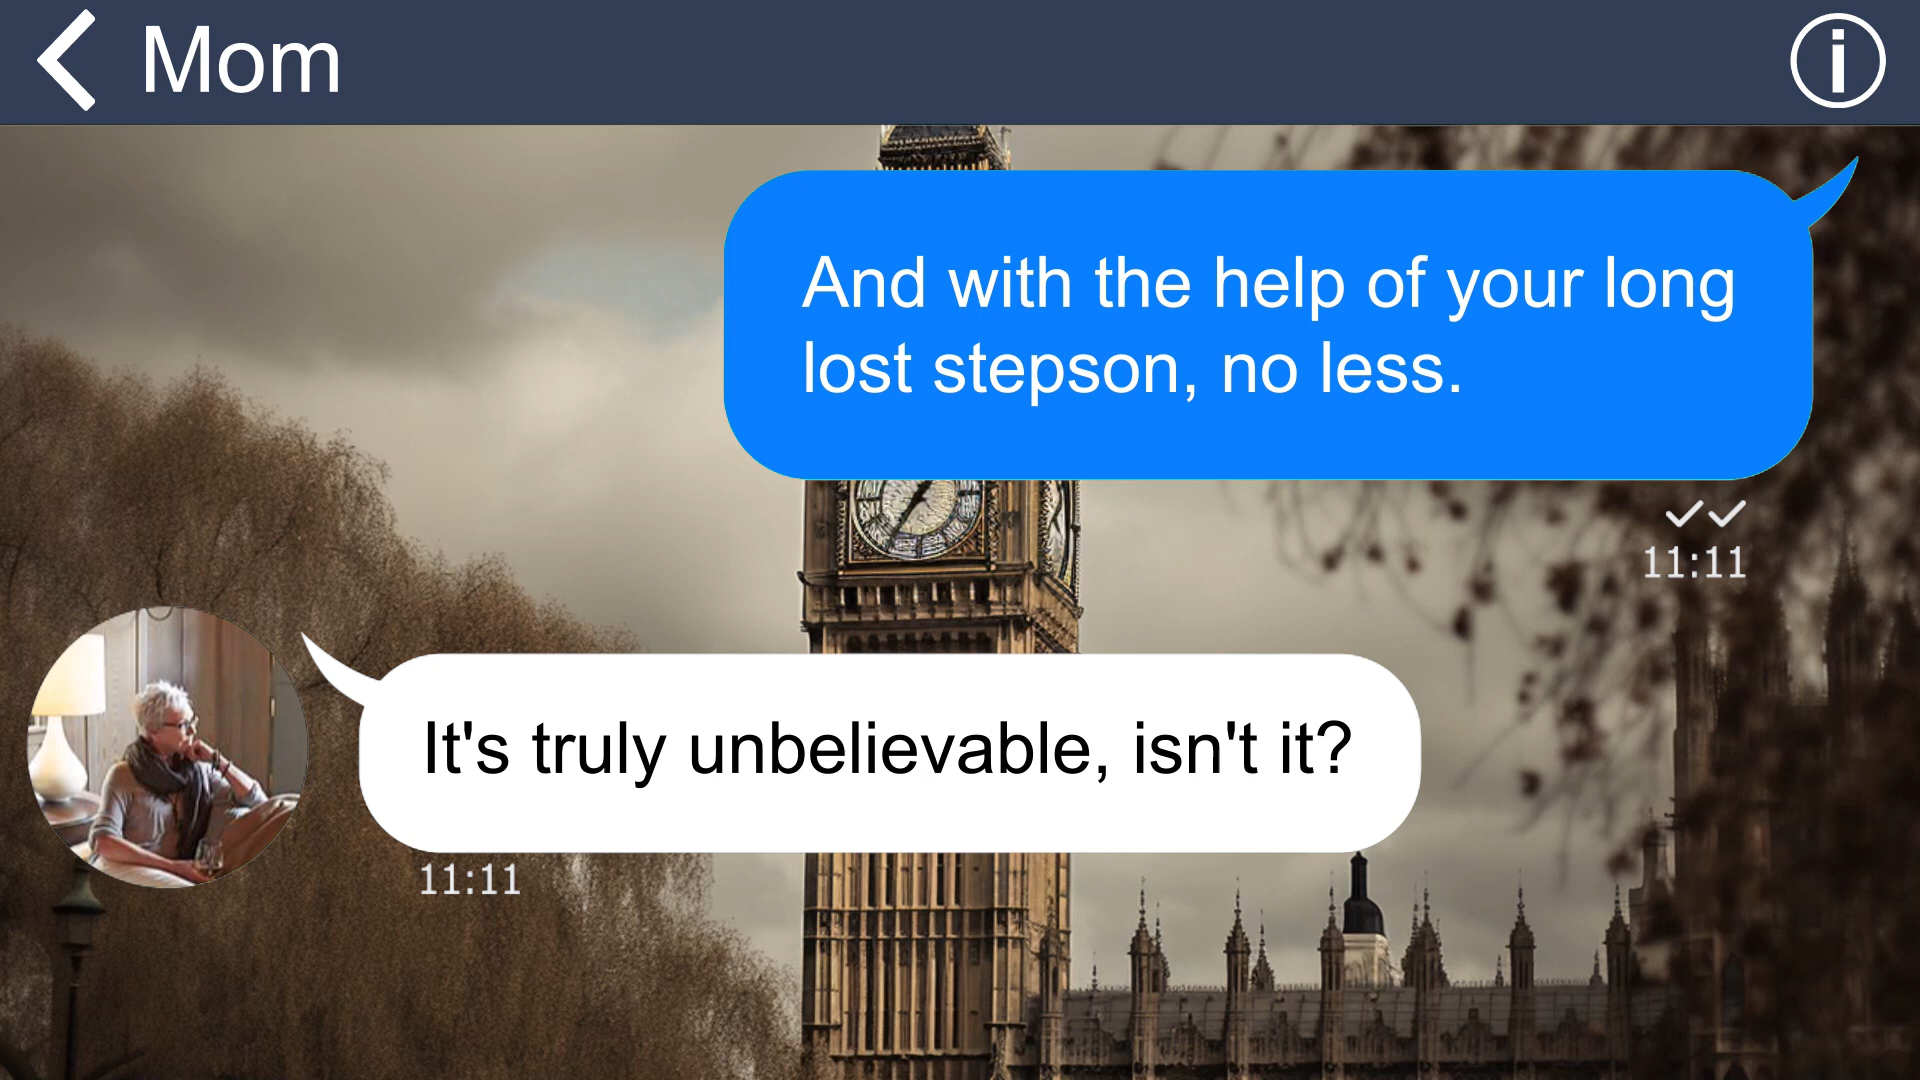 Mom
And with the help of your long
lost stepson, no less.
11:11
It's truly unbelievable, isn't it?
11:11